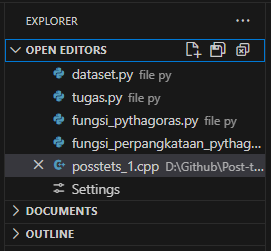 EXPLORER
OPEN EDITORS
dataset.py file py
tugas.py file py
fungsi_pythagoras.py file py
fungsi_perpangkataan_pythag...
posstets_1.cpp D:\Github\Post-t...
Settings
DOCUMENTS
OUTLINE